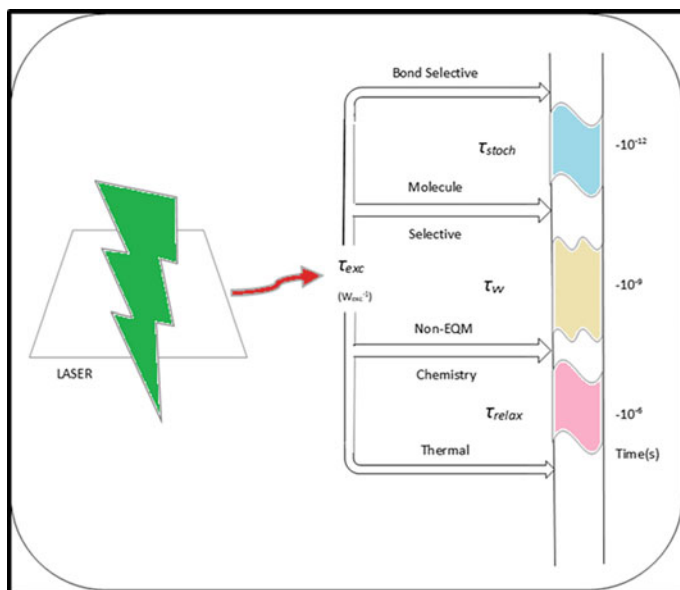 Bond Selective
τstoch
-10⁻¹²
Molecule
Selective
τexc
(Wexc⁻¹)
τvv
-10⁻⁹
Non-EQM
Chemistry
LASER
τrelax
-10⁻⁶
Thermal
Time(s)